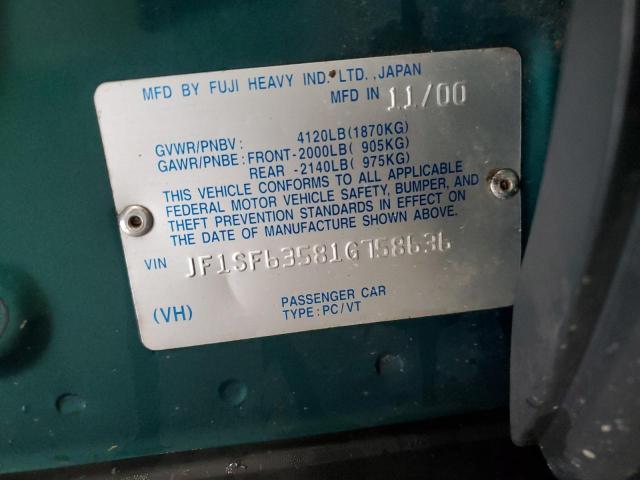 MFD BY FUJI HEAVY IND. LTD. ,JAPAN
MFD IN 11/00
GVWR/PNBV : 4120LB(1870KG)
GAWR/PNBE: FRONT-2000LB( 905KG)
REAR -2140LB( 975KG)
THIS VEHICLE CONFORMS TO ALL APPLICABLE
FEDERAL MOTOR VEHICLE SAFETY, BUMPER, AND
THEFT PREVENTION STANDARDS IN EFFECT ON
THE DATE OF MANUFACTURE SHOWN ABOVE.
VIN JF1SF63581G758636
(VH) PASSENGER CAR
TYPE: PC/VT